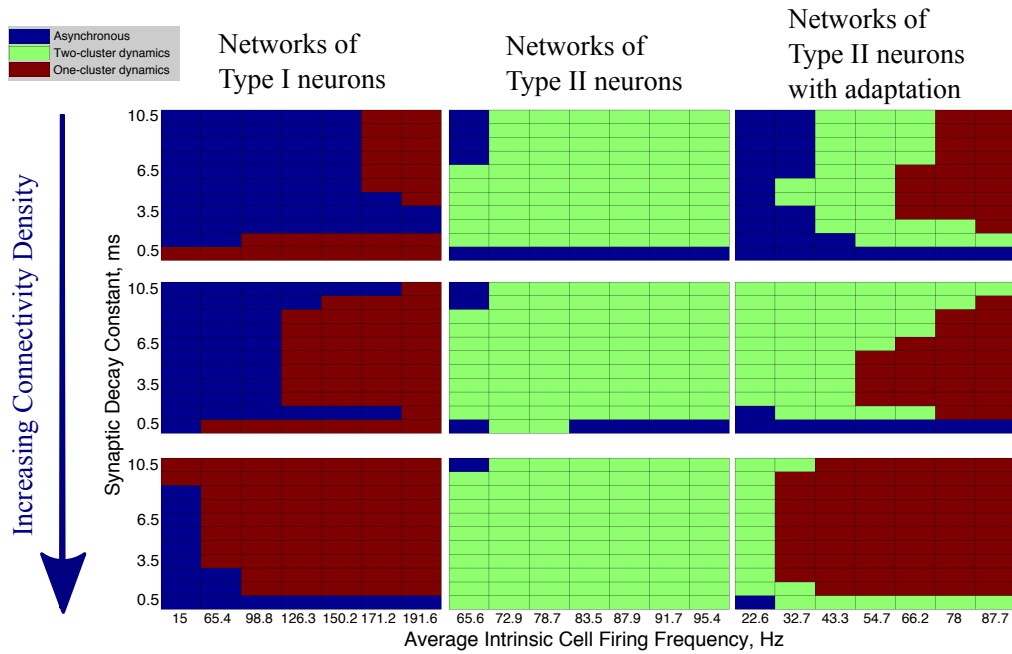 Asynchronous
Two-cluster dynamics
One-cluster dynamics
Networks of
Type I neurons
Networks of
Type II neurons
Networks of
Type II neurons
with adaptation
Increasing Connectivity Density
Synaptic Decay Constant, ms
10.5
6.5
3.5
0.5
10.5
6.5
3.5
0.5
10.5
6.5
3.5
0.5
15 65.4 98.8 126.3 150.2 171.2 191.6
65.6 72.9 78.7 83.5 87.9 91.7 95.4
22.6 32.7 43.3 54.7 66.2 78 87.7
Average Intrinsic Cell Firing Frequency, Hz